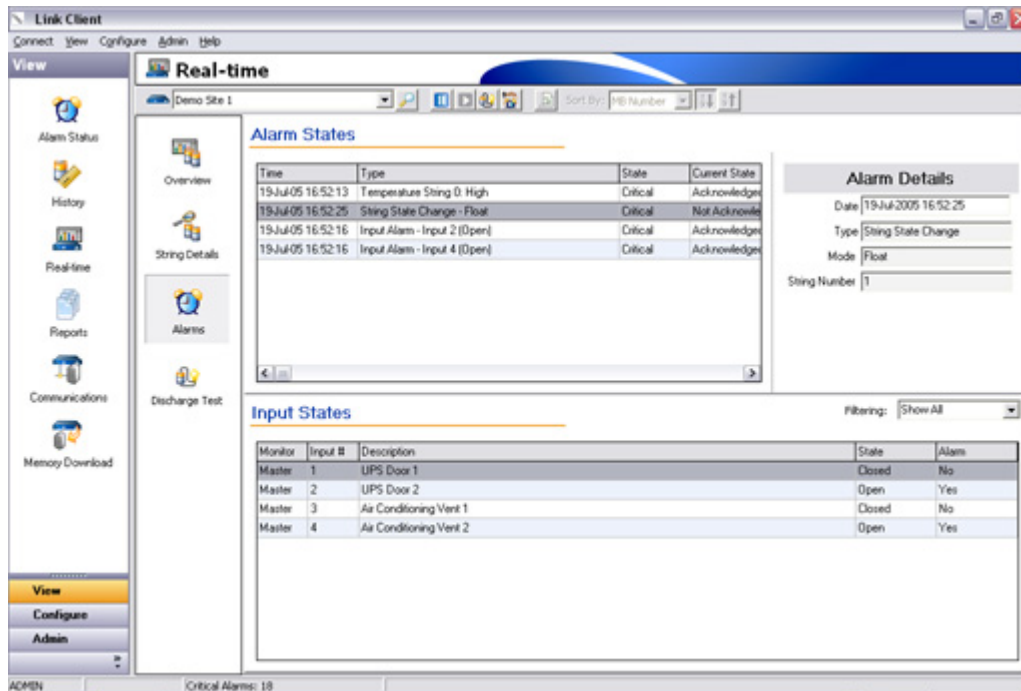 Link Client
Connect View Configure Admin Help
View
Real-time
Demo Site 1
Sort By: MB Number
Alarm Status
History
Real-time
Reports
Communications
Memory Download
View
Configure
Admin
Overview
String Details
Alarms
Discharge Test
Alarm States
Time Type State Current State
19-Jul-05 16:52:13 Temperature String 0: High Critical Acknowledged
19-Jul-05 16:52:25 String State Change - Float Critical Not Acknowle
19-Jul-05 16:52:16 Input Alarm - Input 2 (Open) Critical Acknowledged
19-Jul-05 16:52:16 Input Alarm - Input 4 (Open) Critical Acknowledged
Alarm Details
Date 19-Jul-2005 16:52:25
Type String State Change
Mode Float
String Number 1
Input States
Filtering: Show All
Monitor Input # Description State Alarm
Master 1 UPS Door 1 Closed No
Master 2 UPS Door 2 Open Yes
Master 3 Air Conditioning Vent 1 Closed No
Master 4 Air Conditioning Vent 2 Open Yes
ADMIN Critical Alarms: 18